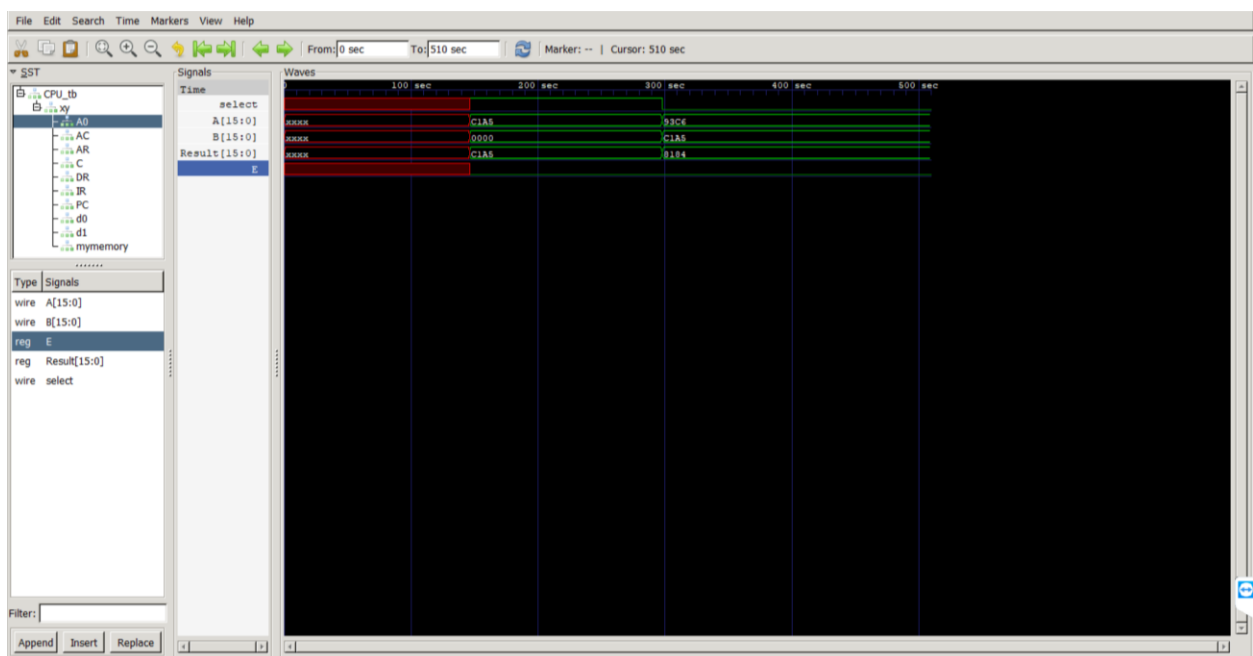 File Edit Search Time Markers View Help
From: 0 sec To: 510 sec Marker: -- | Cursor: 510 sec
SST
CPU_tb
xy
A0
AC
AR
C
DR
IR
PC
d0
d1
mymemory
Type Signals
wire A[15:0]
wire B[15:0]
reg E
reg Result[15:0]
wire select
Filter:
Append Insert Replace
Signals
Time
select
A[15:0]
B[15:0]
Result[15:0]
E
Waves
0 100 sec 200 sec 300 sec 400 sec 500 sec
xxxx C1A5 93C6
xxxx 0000 C1A5
xxxx C1A5 8184